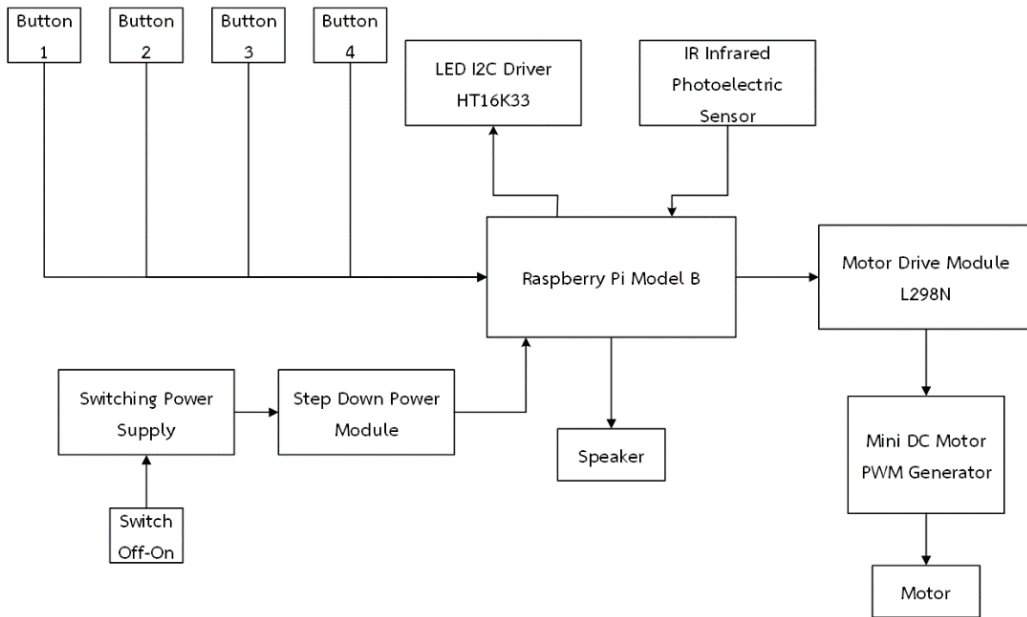 Button
1
Button
2
Button
3
Button
4
LED I2C Driver
HT16K33
IR Infrared
Photoelectric
Sensor
Raspberry Pi Model B
Motor Drive Module
L298N
Switching Power
Supply
Step Down Power
Module
Speaker
Mini DC Motor
PWM Generator
Switch
Off-On
Motor